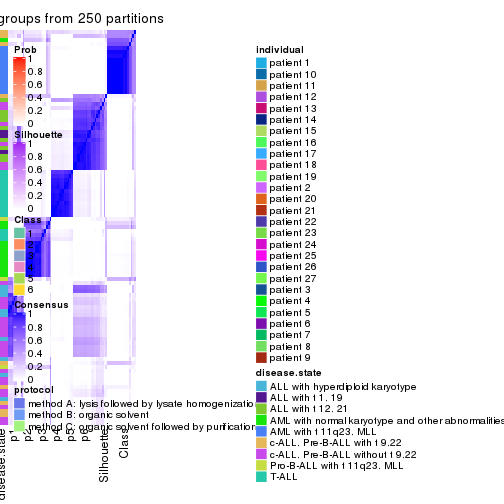 groups from 250 partitions
Prob
1
0.8
0.6
0.4
0.2
0
Silhouette
1
0.8
0.6
0.4
0.2
0
Class
1
2
3
4
5
6
Consensus
1
0.8
0.6
0.4
0.2
0
protocol
method A: lysis followed by lysate homogenization
method B: organic solvent
method C: organic solvent followed by purification
disease.state
p1
p2
p3
p4
p5
p6
Silhouette
Class
individual
patient 1
patient 10
patient 11
patient 12
patient 13
patient 14
patient 15
patient 16
patient 17
patient 18
patient 19
patient 2
patient 20
patient 21
patient 22
patient 23
patient 24
patient 25
patient 26
patient 27
patient 3
patient 4
patient 5
patient 6
patient 7
patient 8
patient 9
disease.state
ALL with hyperdiploid karyotype
ALL with t 1. 19
ALL with t 12. 21
AML with normal karyotype and other abnormalities
AML with t 11q23. MLL
c-ALL. Pre-B-ALL with t 9.22
c-ALL. Pre-B-ALL without t 9.22
Pro-B-ALL with t 11q23. MLL
T-ALL